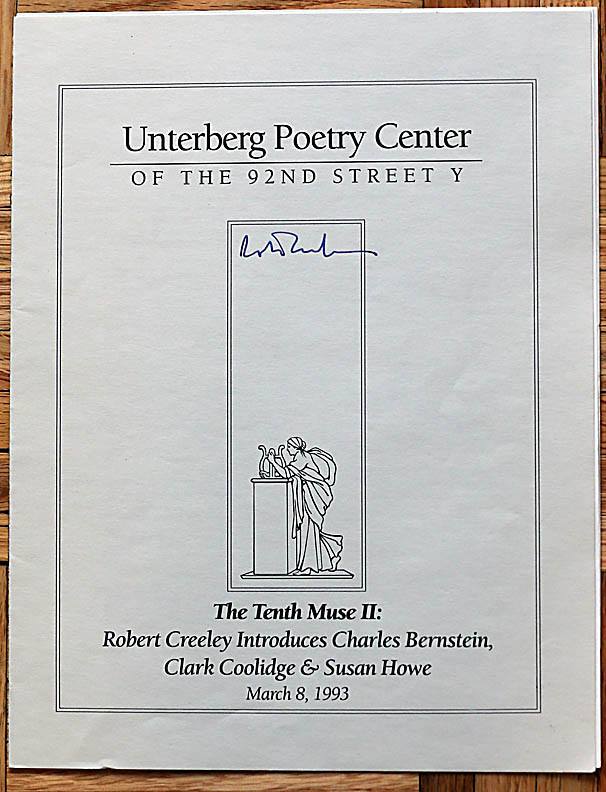 Unterberg Poetry Center
OF THE 92ND STREET Y
The Tenth Muse II:
Robert Creeley Introduces Charles Bernstein,
Clark Coolidge & Susan Howe
March 8, 1993